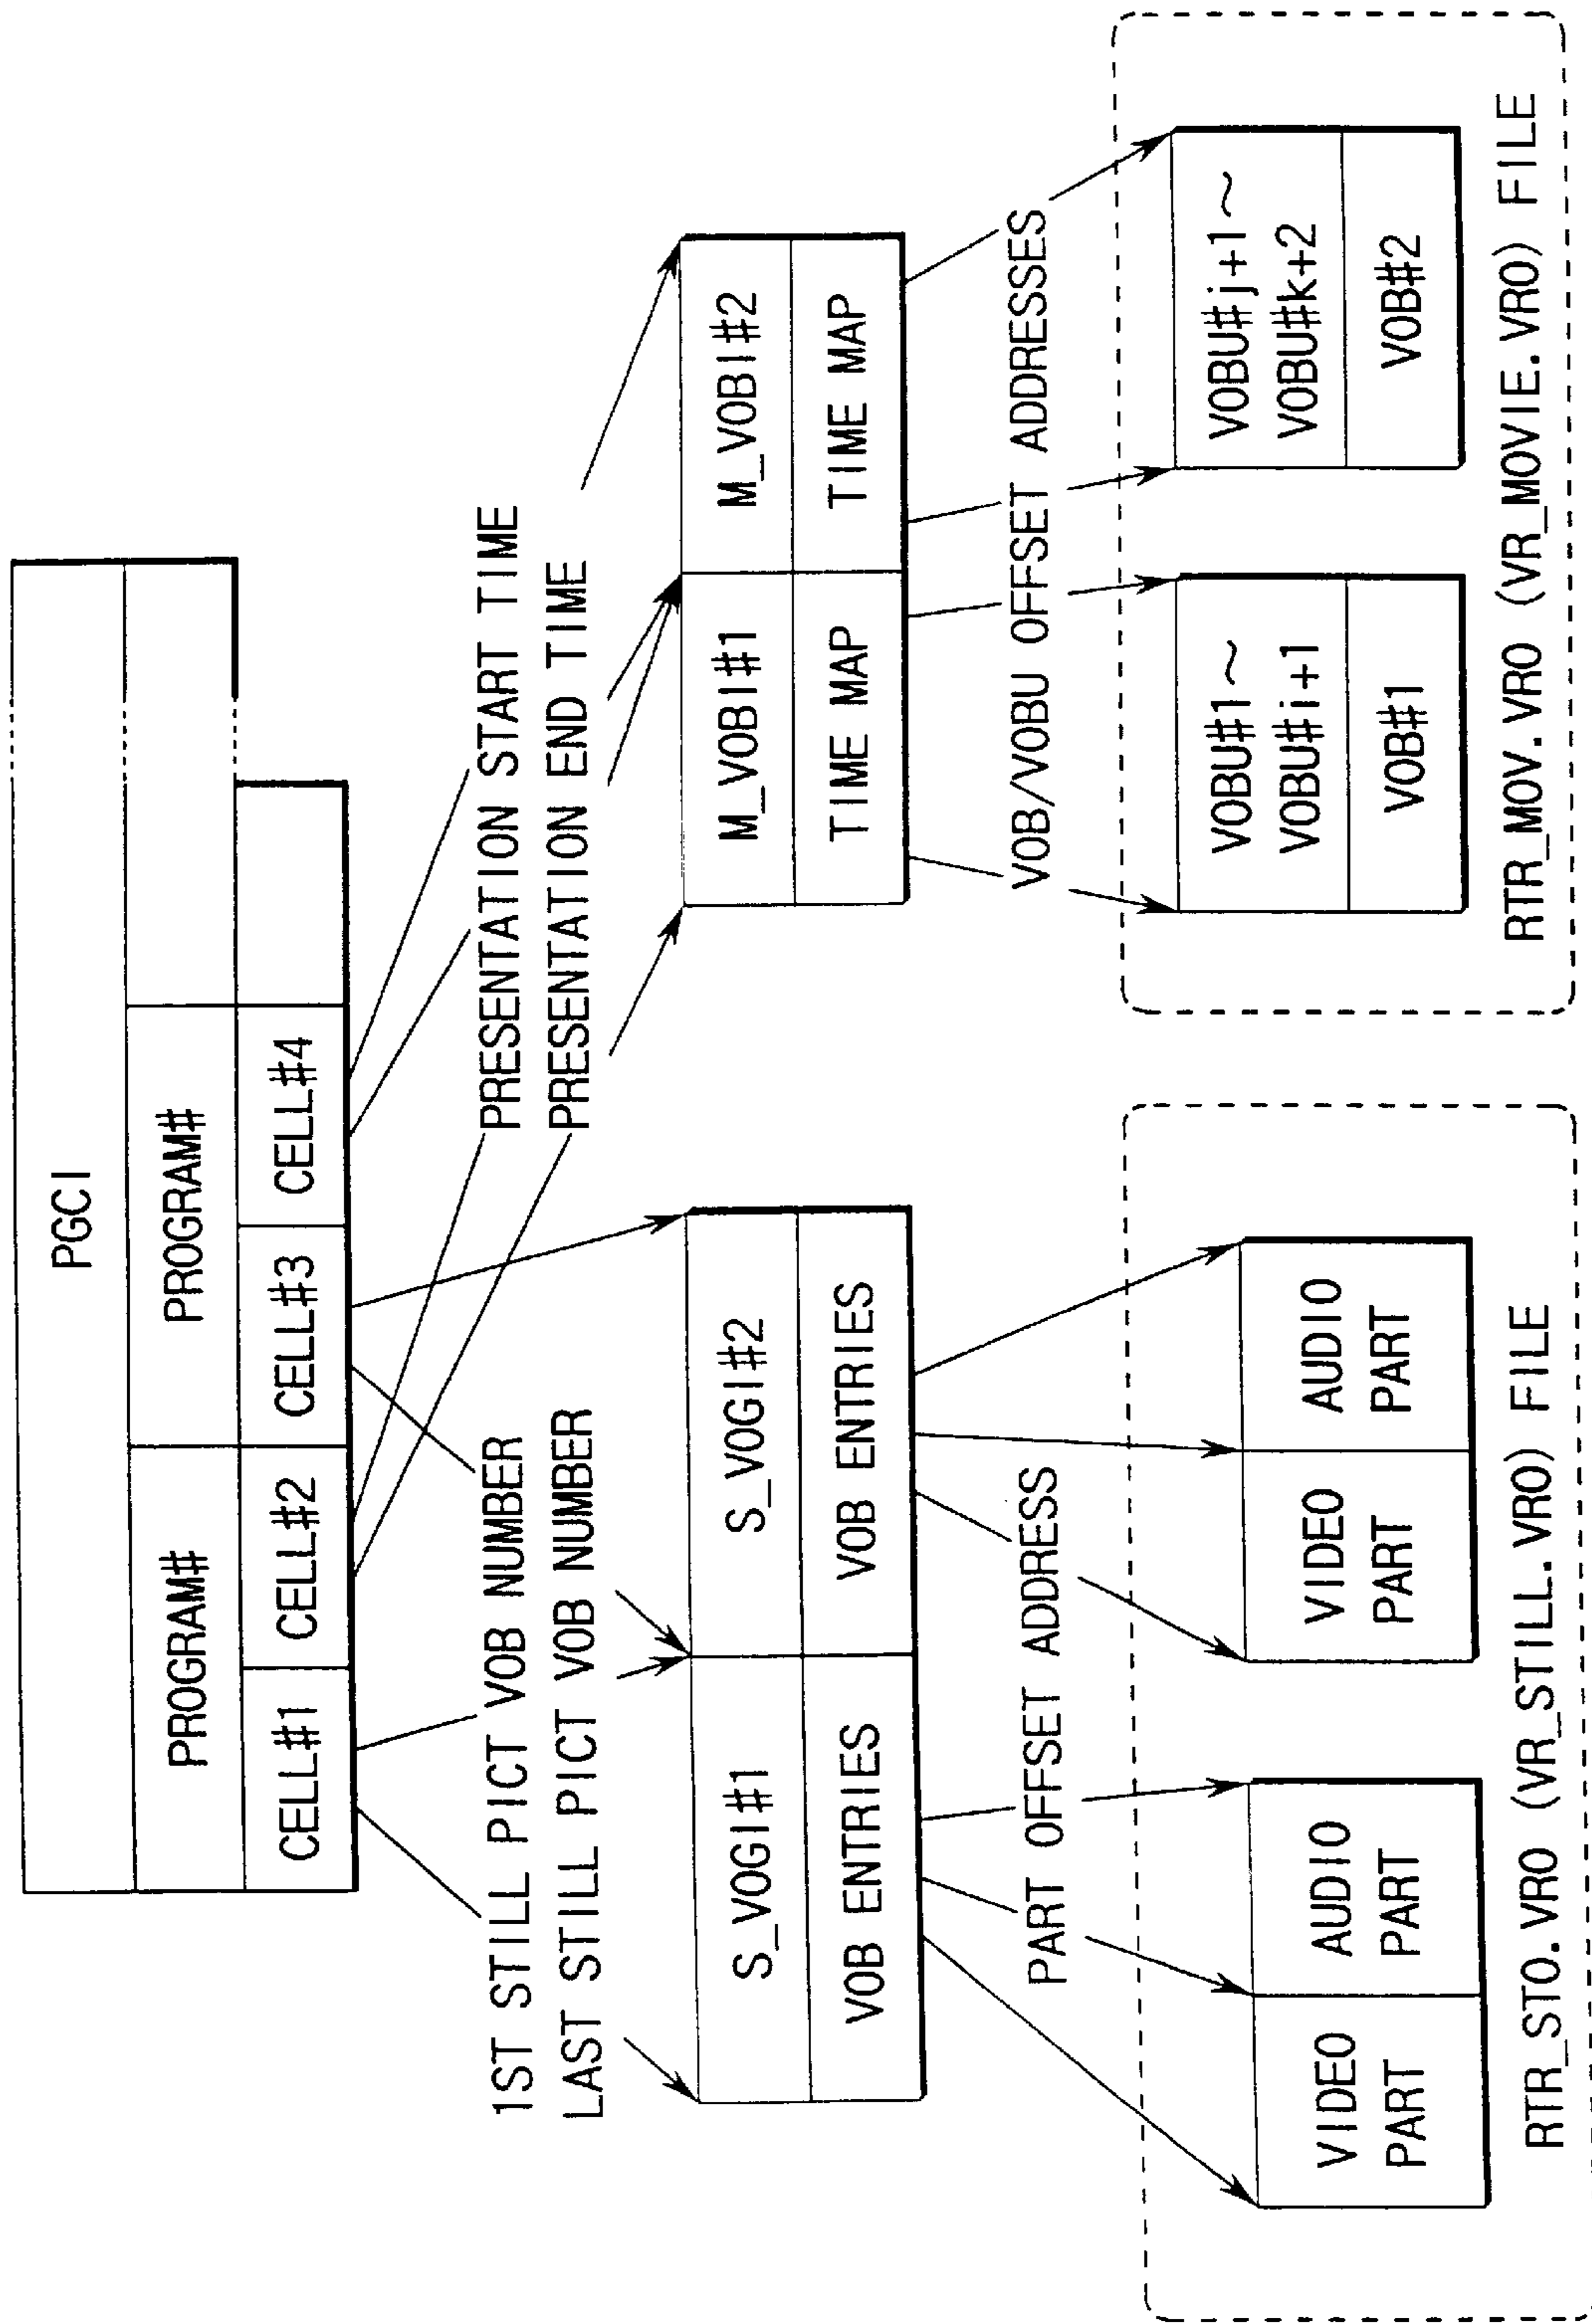 PGCI
PROGRAM#
PROGRAM#
CELL#1
CELL#2
CELL#3
CELL#4
1ST STILL PICT VOB NUMBER
LAST STILL PICT VOB NUMBER
PRESENTATION START TIME
PRESENTATION END TIME
S_VOGI#1
S_VOGI#2
VOB ENTRIES
VOB ENTRIES
M_VOBI#1
M_VOBI#2
TIME MAP
TIME MAP
PART OFFSET ADDRESS
VOB/VOBU OFFSET ADDRESSES
VIDEO
PART
AUDIO
PART
VIDEO
PART
AUDIO
PART
VOBU#1~
VOBU#i+1
VOB#1
VOBU#j+1~
VOBU#k+2
VOB#2
RTR_STO.VRO (VR_STILL.VRO) FILE
RTR_MOV.VRO (VR_MOVIE.VRO) FILE